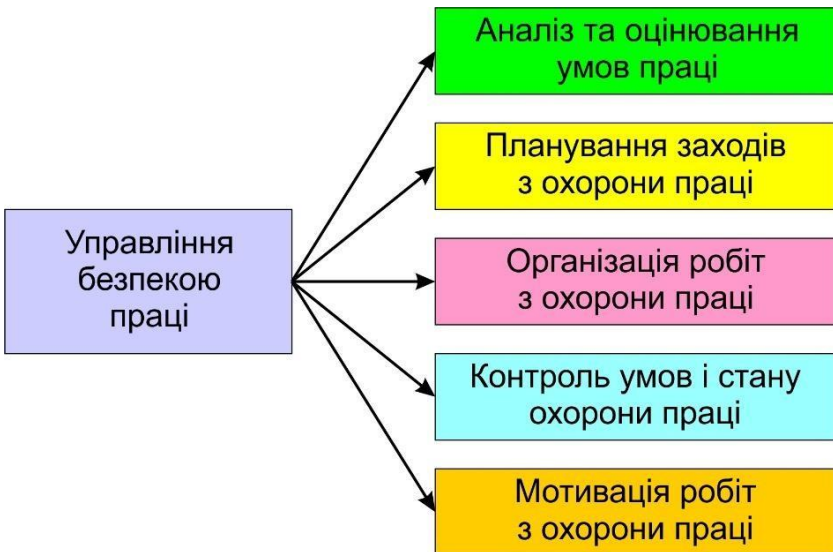 Управління
безпекою
праці
Аналіз та оцінювання
умов праці
Планування заходів
з охорони праці
Організація робіт
з охорони праці
Контроль умов і стану
охорони праці
Мотивація робіт
з охорони праці